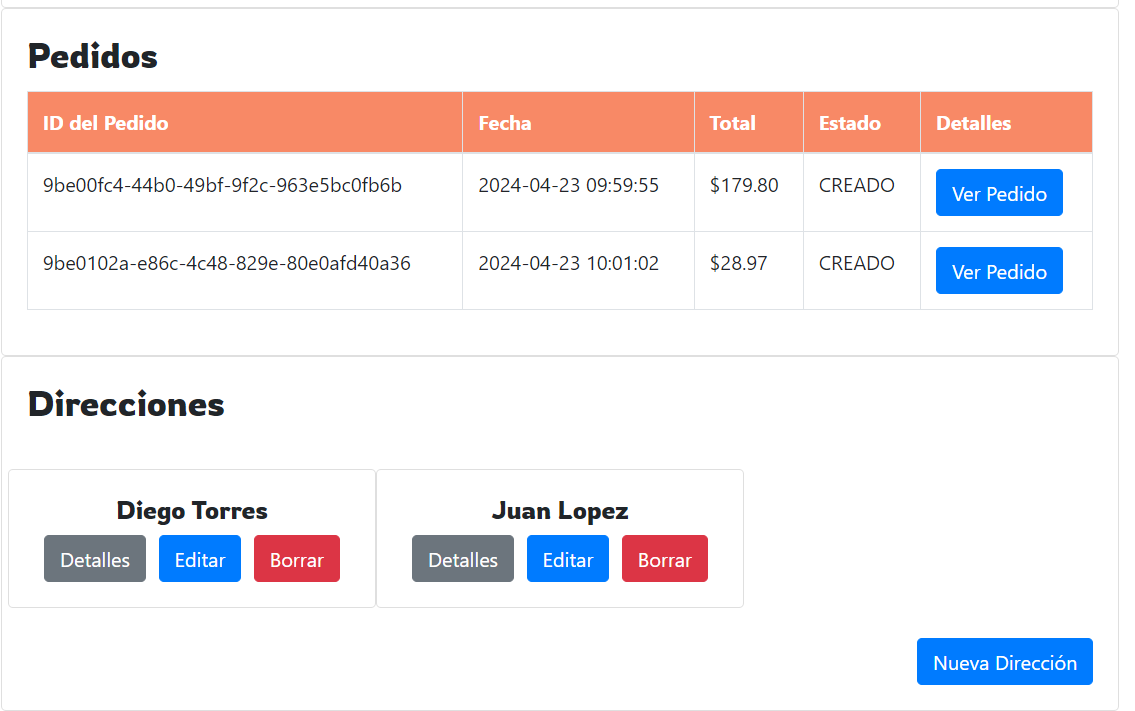 Pedidos
ID del Pedido Fecha Total Estado Detalles
9be00fc4-44b0-49bf-9f2c-963e5bc0fb6b 2024-04-23 09:59:55 $179.80 CREADO Ver Pedido
9be0102a-e86c-4c48-829e-80e0afd40a36 2024-04-23 10:01:02 $28.97 CREADO Ver Pedido
Direcciones
Diego Torres
Detalles Editar Borrar
Juan Lopez
Detalles Editar Borrar
Nueva Dirección